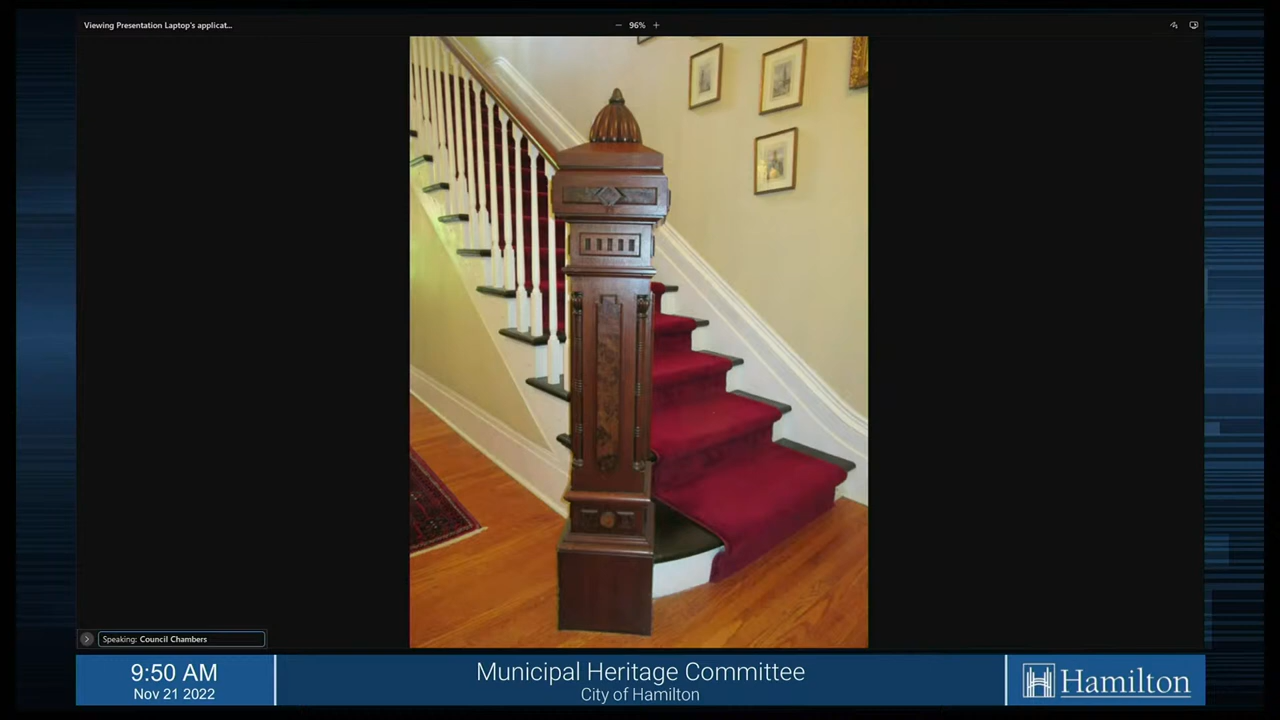 Viewing Presentation Laptop's applicat...
96%
Speaking: Council Chambers
9:50 AM
Nov 21 2022
Municipal Heritage Committee
City of Hamilton
Hamilton